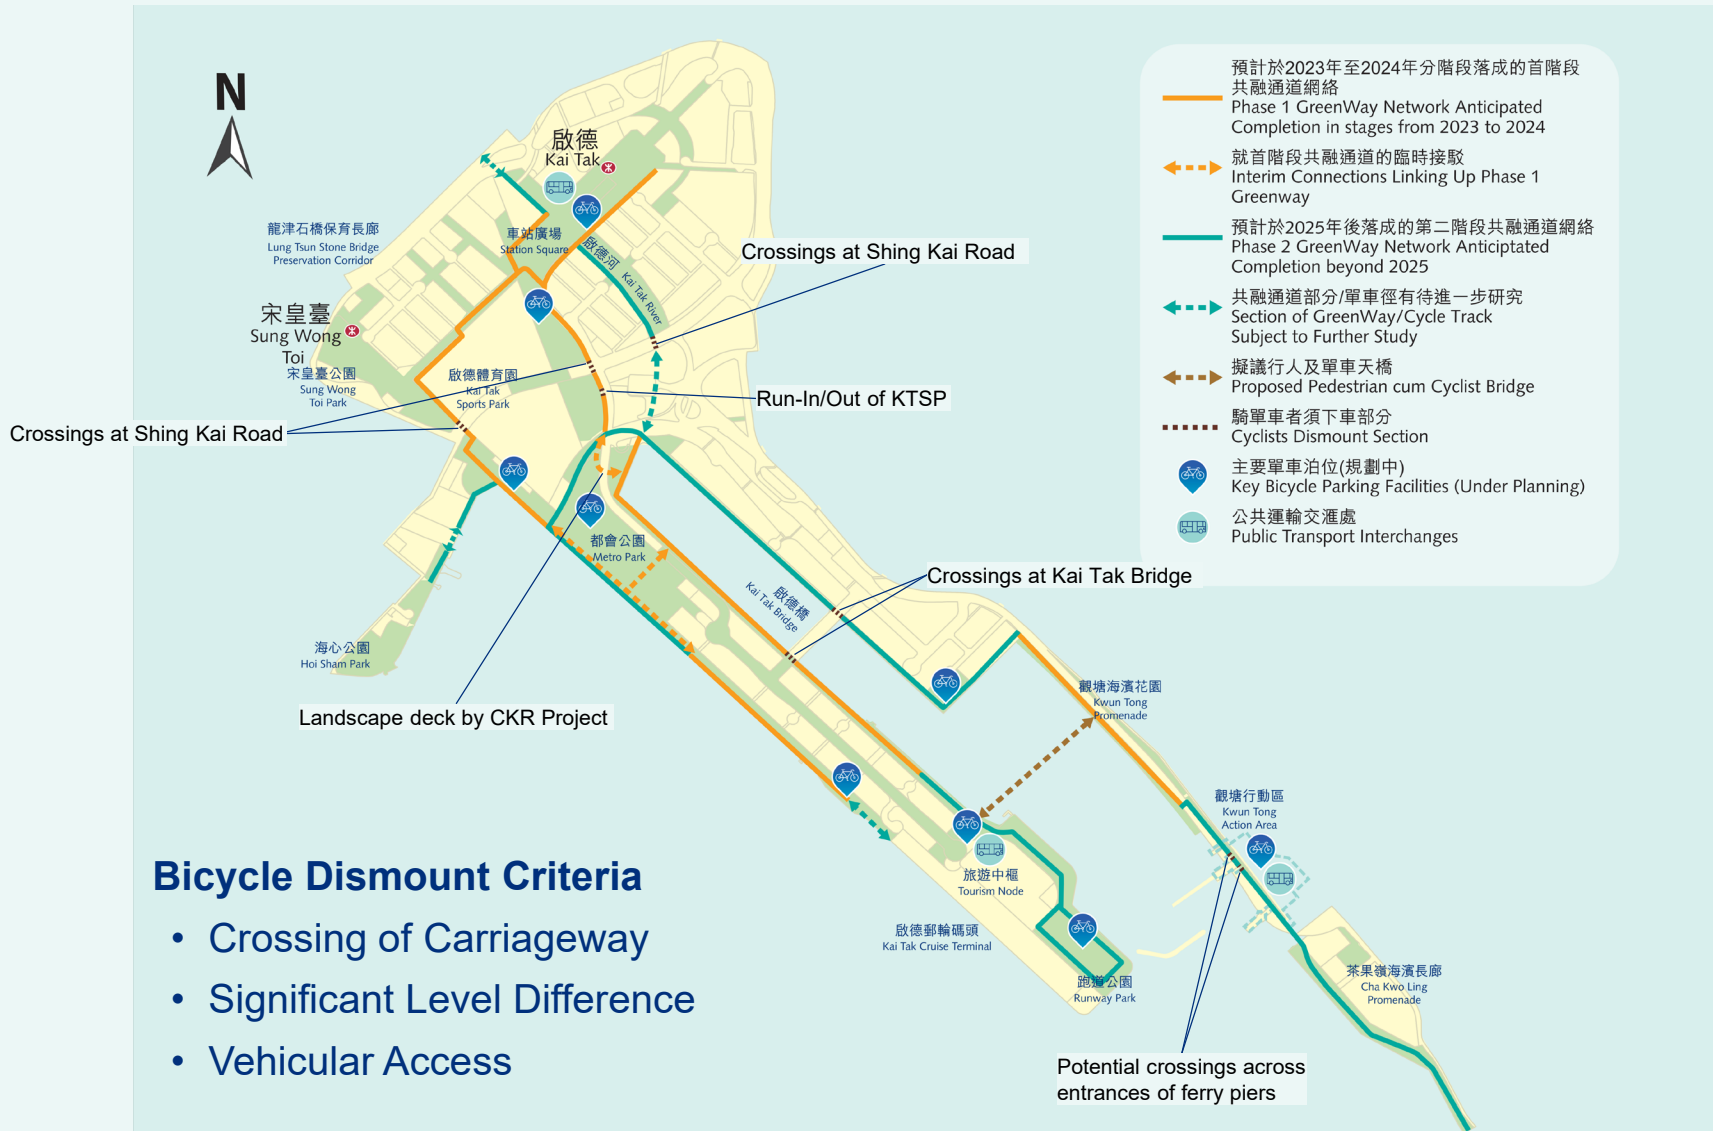 N
啟德
Kai Tak
龍津石橋保育長廊
Lung Tsun Stone Bridge
Preservation Corridor
車站廣場
Station Square
啟德河
Kai Tak River
Crossings at Shing Kai Road
宋皇臺
Sung Wong
Toi
宋皇臺公園
Sung Wong
Toi Park
啟德體育園
Kai Tak
Sports Park
Run-In/Out of KTSP
Crossings at Shing Kai Road
都會公園
Metro Park
啟德橋
Kai Tak Bridge
Crossings at Kai Tak Bridge
海心公園
Hoi Sham Park
Landscape deck by CKR Project
觀塘海濱花園
Kwun Tong
Promenade
觀塘行動區
Kwun Tong
Action Area
旅遊中樞
Tourism Node
啟德郵輪碼頭
Kai Tak Cruise Terminal
跑道公園
Runway Park
茶果嶺海濱長廊
Cha Kwo Ling
Promenade
Potential crossings across
entrances of ferry piers
預計於2023年至2024年分階段落成的首階段
共融通道網絡
Phase 1 GreenWay Network Anticipated
Completion in stages from 2023 to 2024
就首階段共融通道的臨時接駁
Interim Connections Linking Up Phase 1
Greenway
預計於2025年後落成的第二階段共融通道網絡
Phase 2 GreenWay Network Anticiptated
Completion beyond 2025
共融通道部分/單車徑有待進一步研究
Section of GreenWay/Cycle Track
Subject to Further Study
擬議行人及單車天橋
Proposed Pedestrian cum Cyclist Bridge
騎單車者須下車部分
Cyclists Dismount Section
主要單車泊位(規劃中)
Key Bicycle Parking Facilities (Under Planning)
公共運輸交滙處
Public Transport Interchanges
Bicycle Dismount Criteria
• Crossing of Carriageway
• Significant Level Difference
• Vehicular Access